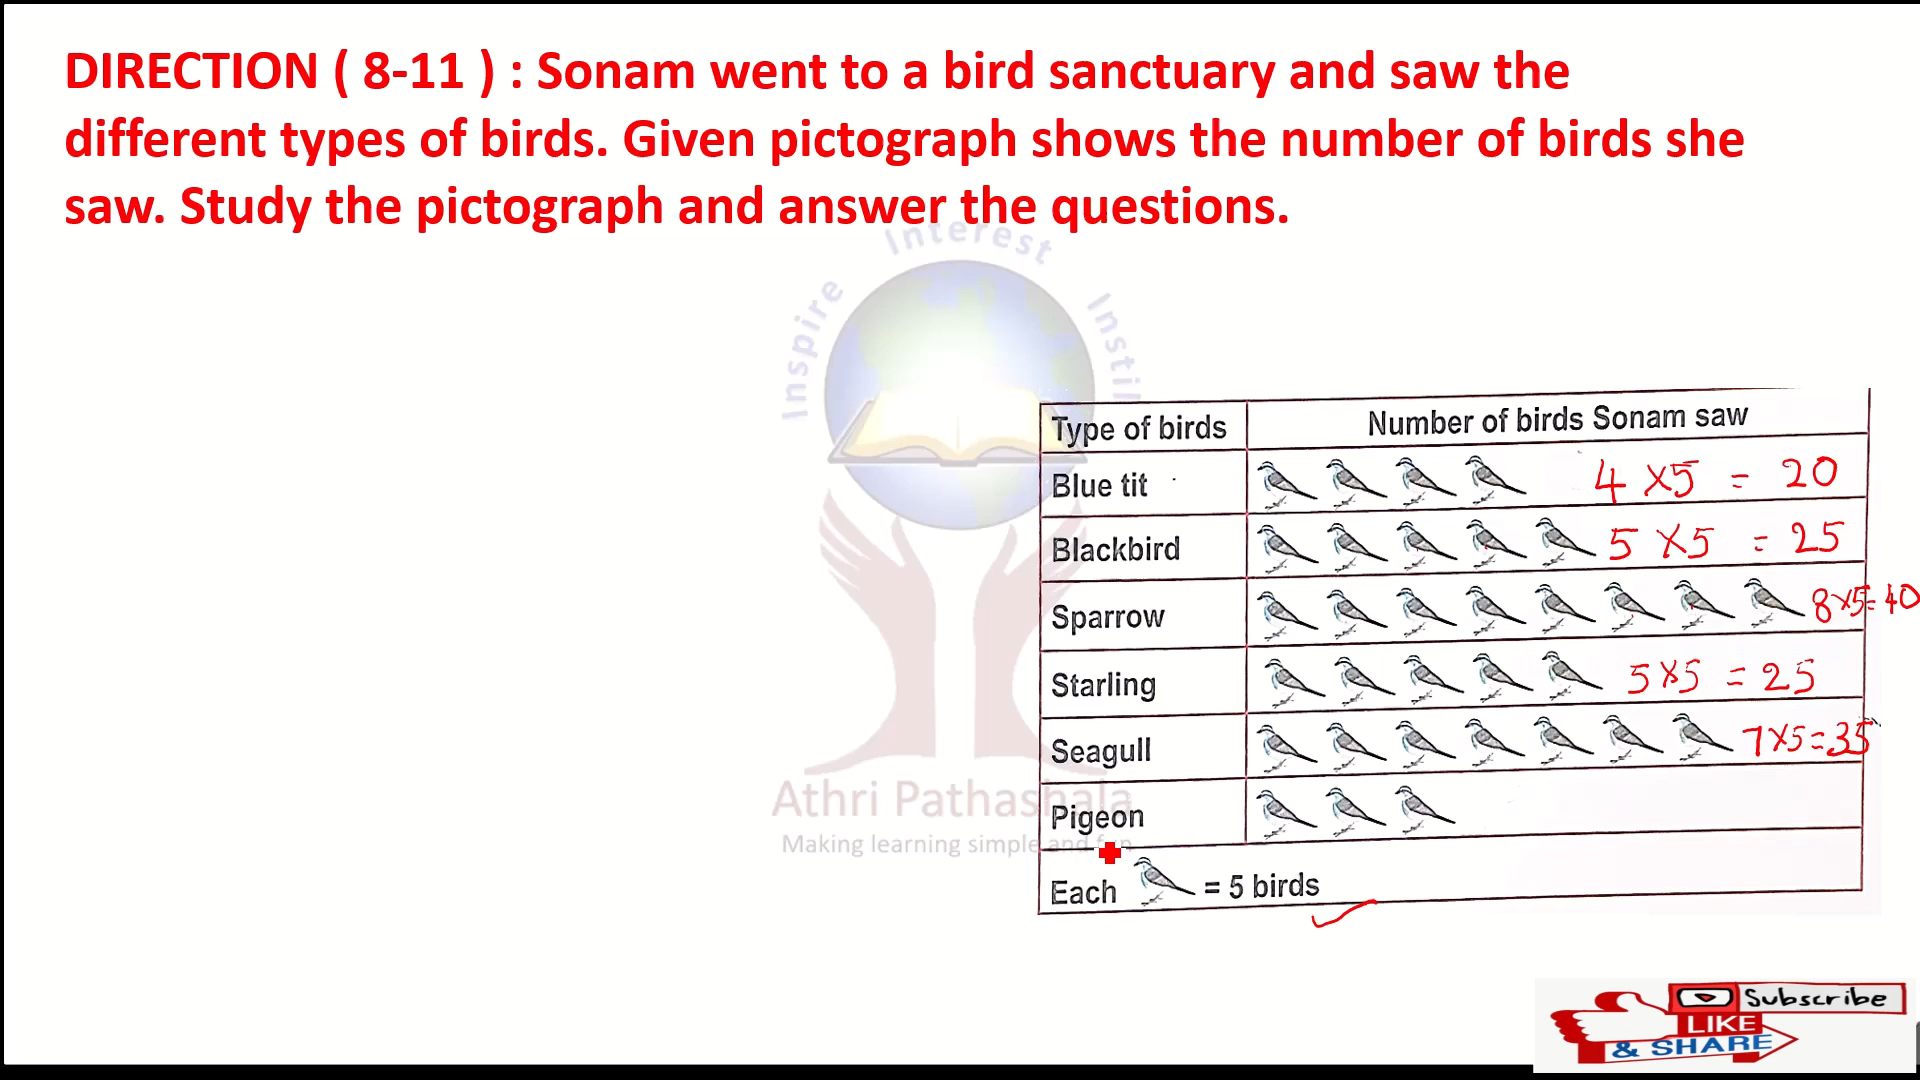 DIRECTION ( 8-11 ) : Sonam went to a bird sanctuary and saw the
different types of birds. Given pictograph shows the number of birds she
saw. Study the pictograph and answer the questions.
Inspire Interest Instil
Athri Pathashala
Making learning simple and fun
Type of birds Number of birds Sonam saw
Blue tit 4 x5 = 20
Blackbird 5 x5 = 25
Sparrow 8x5=40
Starling 5x5 = 25
Seagull 7x5=35
Pigeon
Each = 5 birds
Subscribe
LIKE
& SHARE